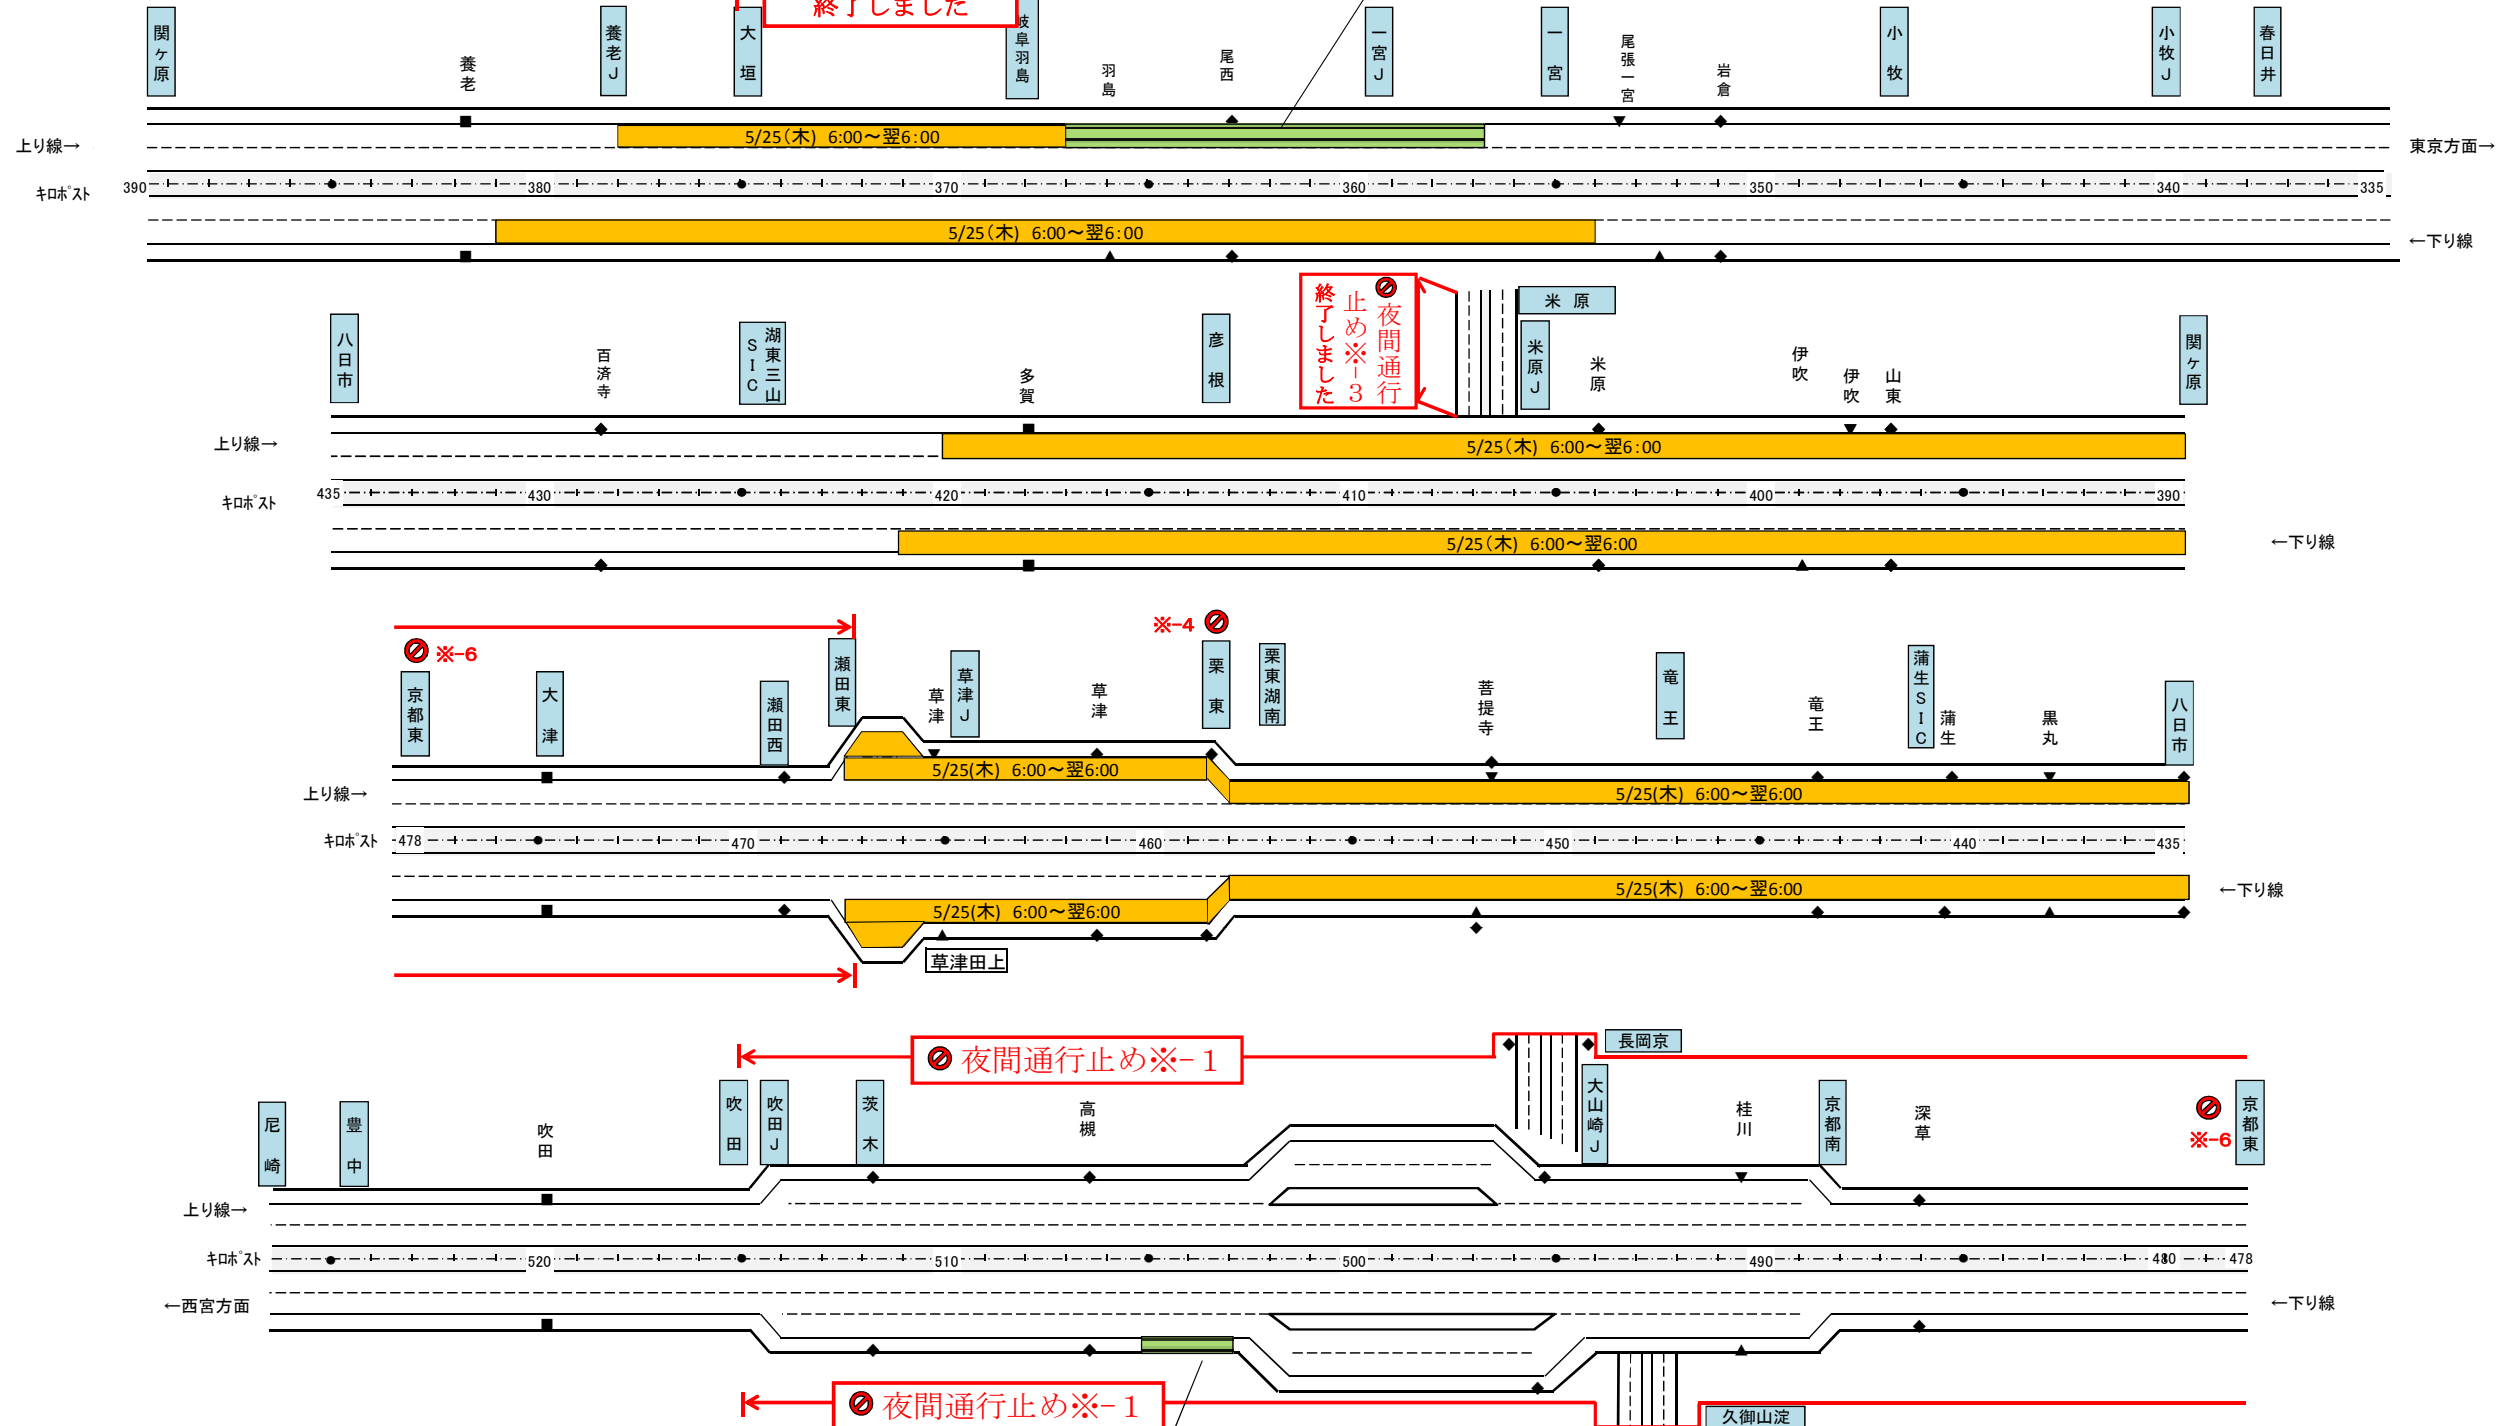 終了しました
関ヶ原
養老
養老J
大垣
岐阜羽島
羽島
尾西
一宮J
一宮
尾張一宮
岩倉
小牧
小牧J
春日井
5/25(木) 6:00～翌6:00
上り線→
東京方面→
キロポスト
390
380
370
360
350
340
335
5/25(木) 6:00～翌6:00
←下り線
八日市
百済寺
湖東三山
SIC
多賀
彦根
夜間通行
止め※-3
終了しました
米原
米原J
米原
伊吹
伊吹
山東
関ヶ原
上り線→
5/25(木) 6:00～翌6:00
キロポスト
435
430
420
410
400
390
5/25(木) 6:00～翌6:00
←下り線
※-6
※-4
京都東
大津
瀬田西
瀬田東
草津
草津J
草津
栗東
栗東湖南
菩提寺
竜王
竜王
蒲生SIC
蒲生
黒丸
八日市
5/25(木) 6:00～翌6:00
上り線→
5/25(木) 6:00～翌6:00
キロポスト
478
470
460
450
440
435
5/25(木) 6:00～翌6:00
5/25(木) 6:00～翌6:00
←下り線
草津田上
夜間通行止め※-1
長岡京
尼崎
豊中
吹田
吹田
吹田J
茨木
高槻
大山崎J
桂川
京都南
深草
※-6
京都東
上り線→
キロポスト
520
510
500
490
480
478
←西宮方面
←下り線
夜間通行止め※-1
久御山淀